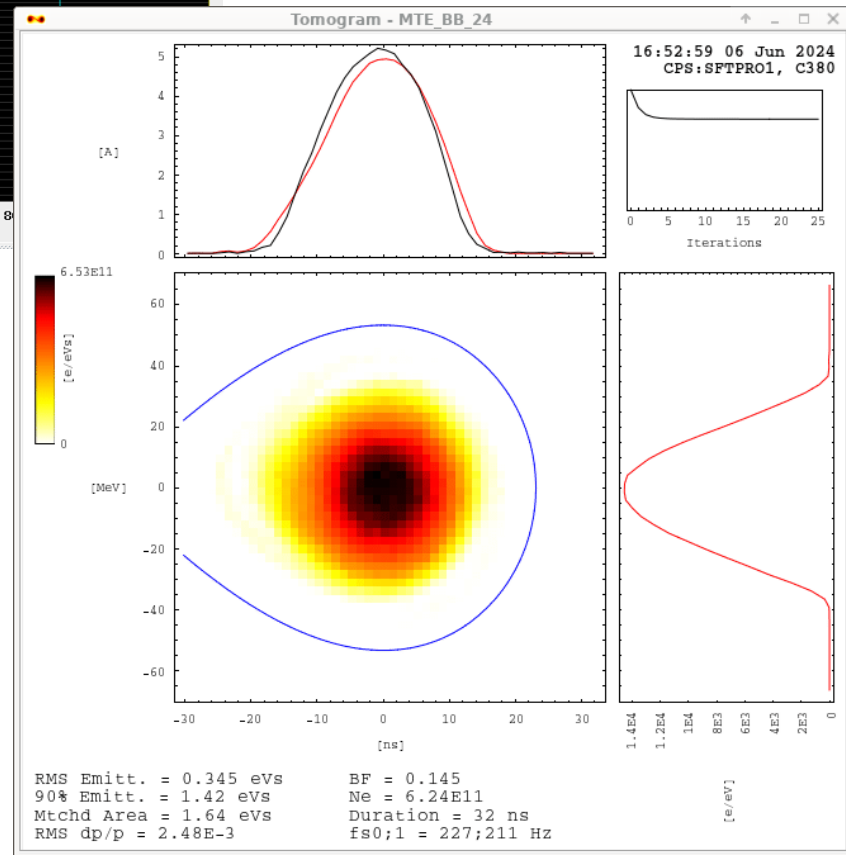 Tomogram - MTE_BB_24
16:52:59 06 Jun 2024
CPS:SFTPRO1, C380
5
4
3
2
1
0
[A]
0 5 10 15 20 25
Iterations
8
6.53E11
[e/eVs]
0
60
40
20
0
-20
-40
-60
[MeV]
-30 -20 -10 0 10 20 30
[ns]
1.4E4 1.2E4 1E4 8E3 6E3 4E3 2E3 0
[e/eV]
RMS Emitt. = 0.345 eVs
90% Emitt. = 1.42 eVs
Mtchd Area = 1.64 eVs
RMS dp/p = 2.48E-3
BF = 0.145
Ne = 6.24E11
Duration = 32 ns
fs0;1 = 227;211 Hz